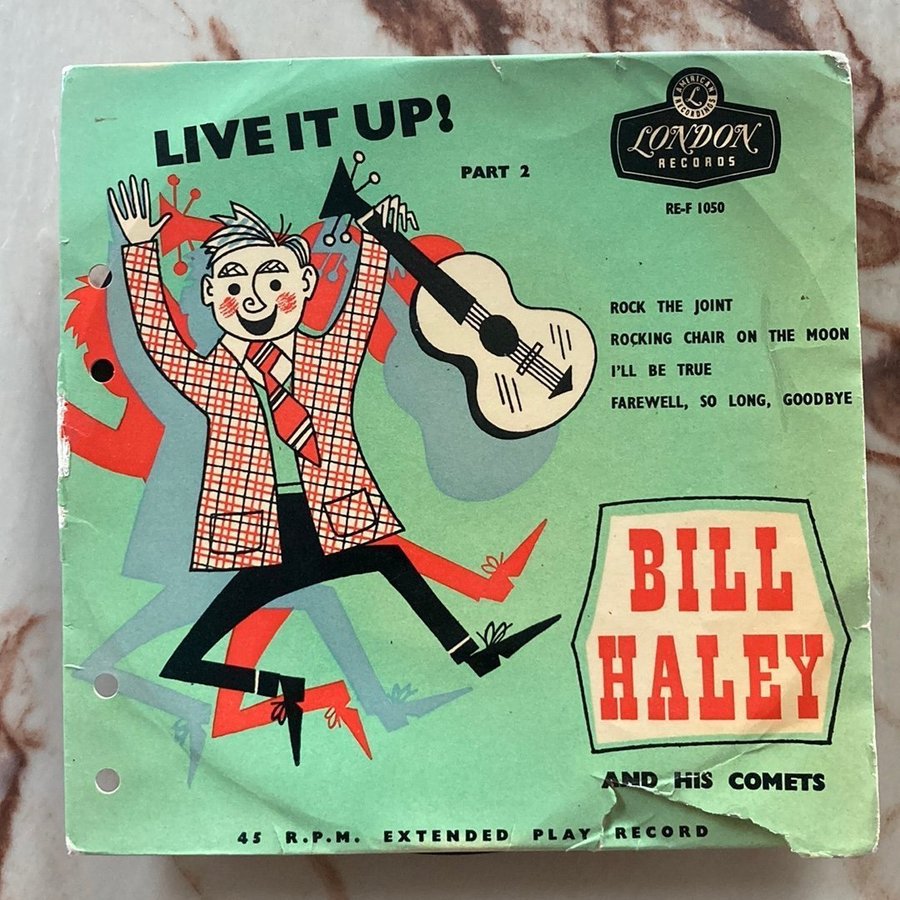 LIVE IT UP!
PART 2
AMERICAN
RECORDINGS
L
LONDON
RECORDS
RE-F 1050
ROCK THE JOINT
ROCKING CHAIR ON THE MOON
I'LL BE TRUE
FAREWELL, SO LONG, GOODBYE
BILL
HALEY
AND HiS COMETS
45 R.P.M. EXTENDED PLAY RECORD